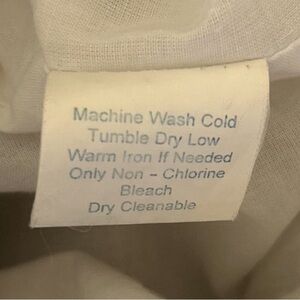 Machine Wash Cold
Tumble Dry Low
Warm Iron If Needed
Only Non - Chlorine
Bleach
Dry Cleanable